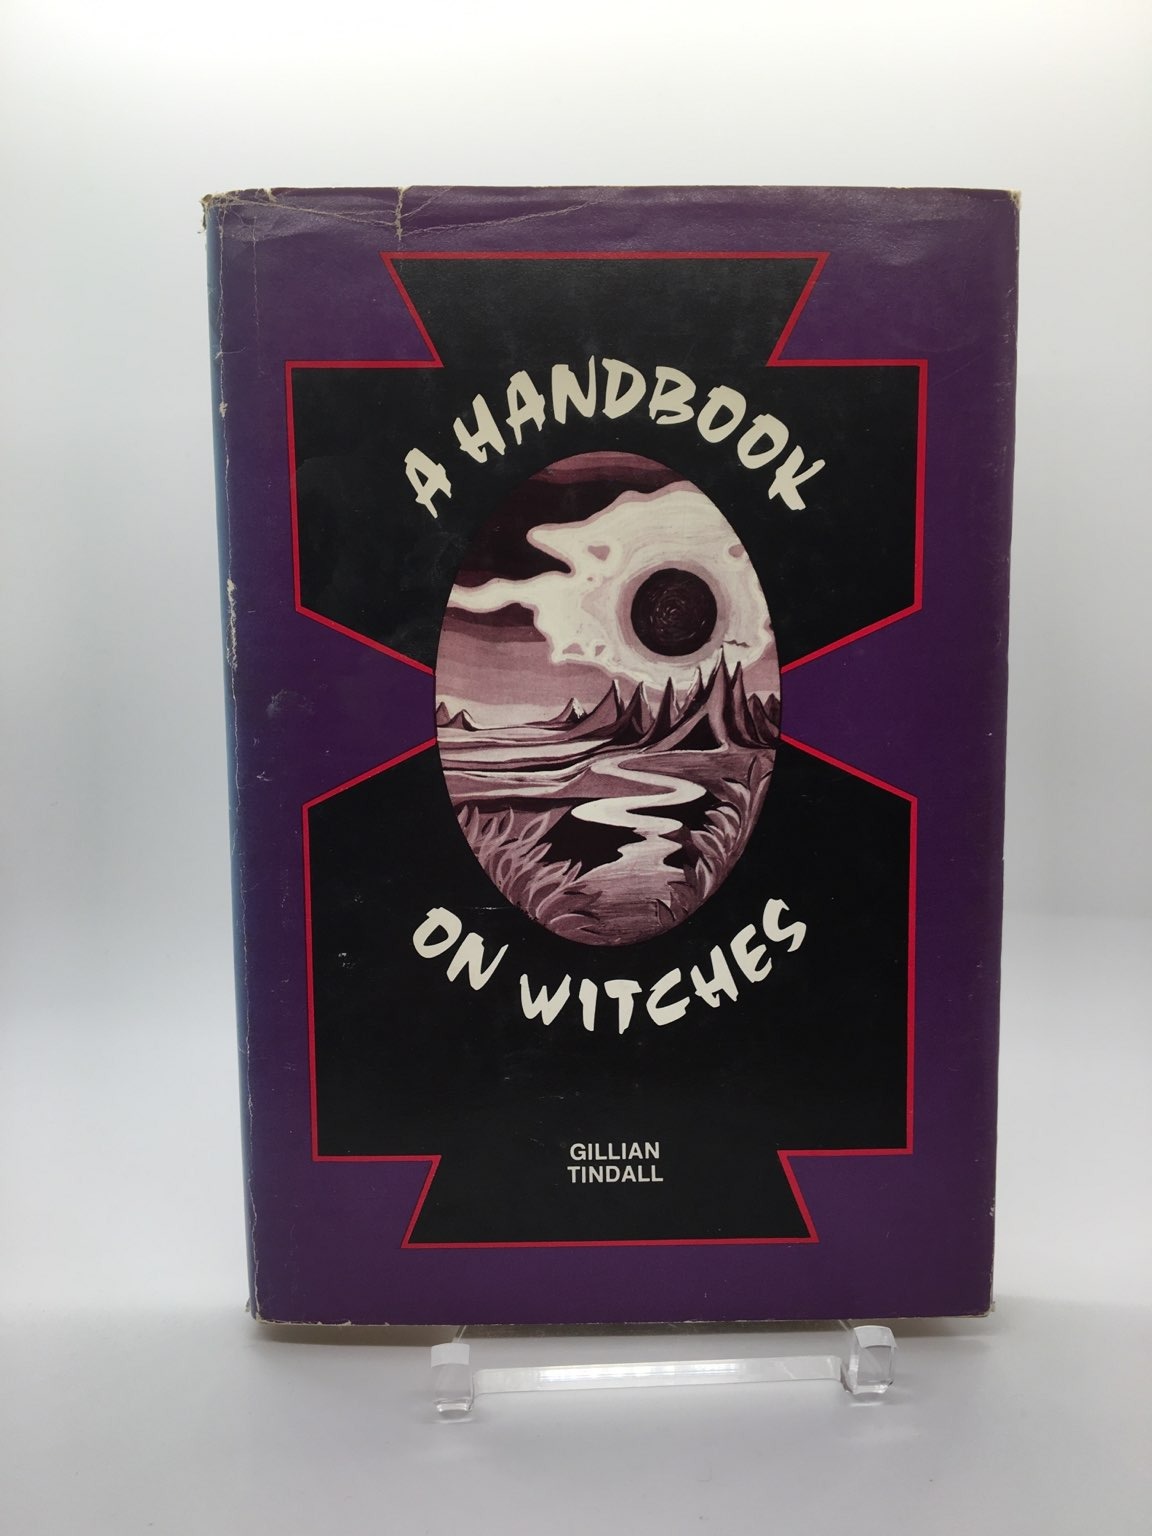 A HANDBOOK
ON WITCHES
GILLIAN
TINDALL